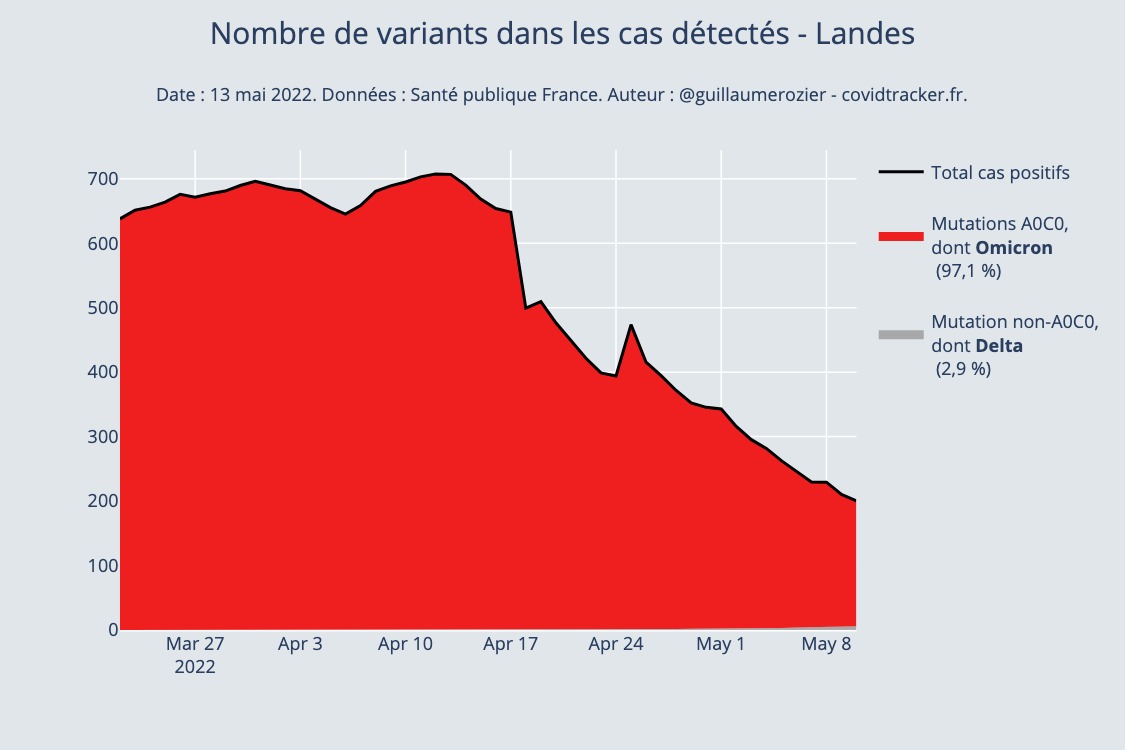 Nombre de variants dans les cas détectés - Landes
Date : 13 mai 2022. Données : Santé publique France. Auteur : @guillaumerozier - covidtracker.fr.
700
600
500
400
300
200
100
0
Mar 27
2022
Apr 3
Apr 10
Apr 17
Apr 24
May 1
May 8
Total cas positifs
Mutations A0C0,
dont Omicron
(97,1 %)
Mutation non-A0C0,
dont Delta
(2,9 %)